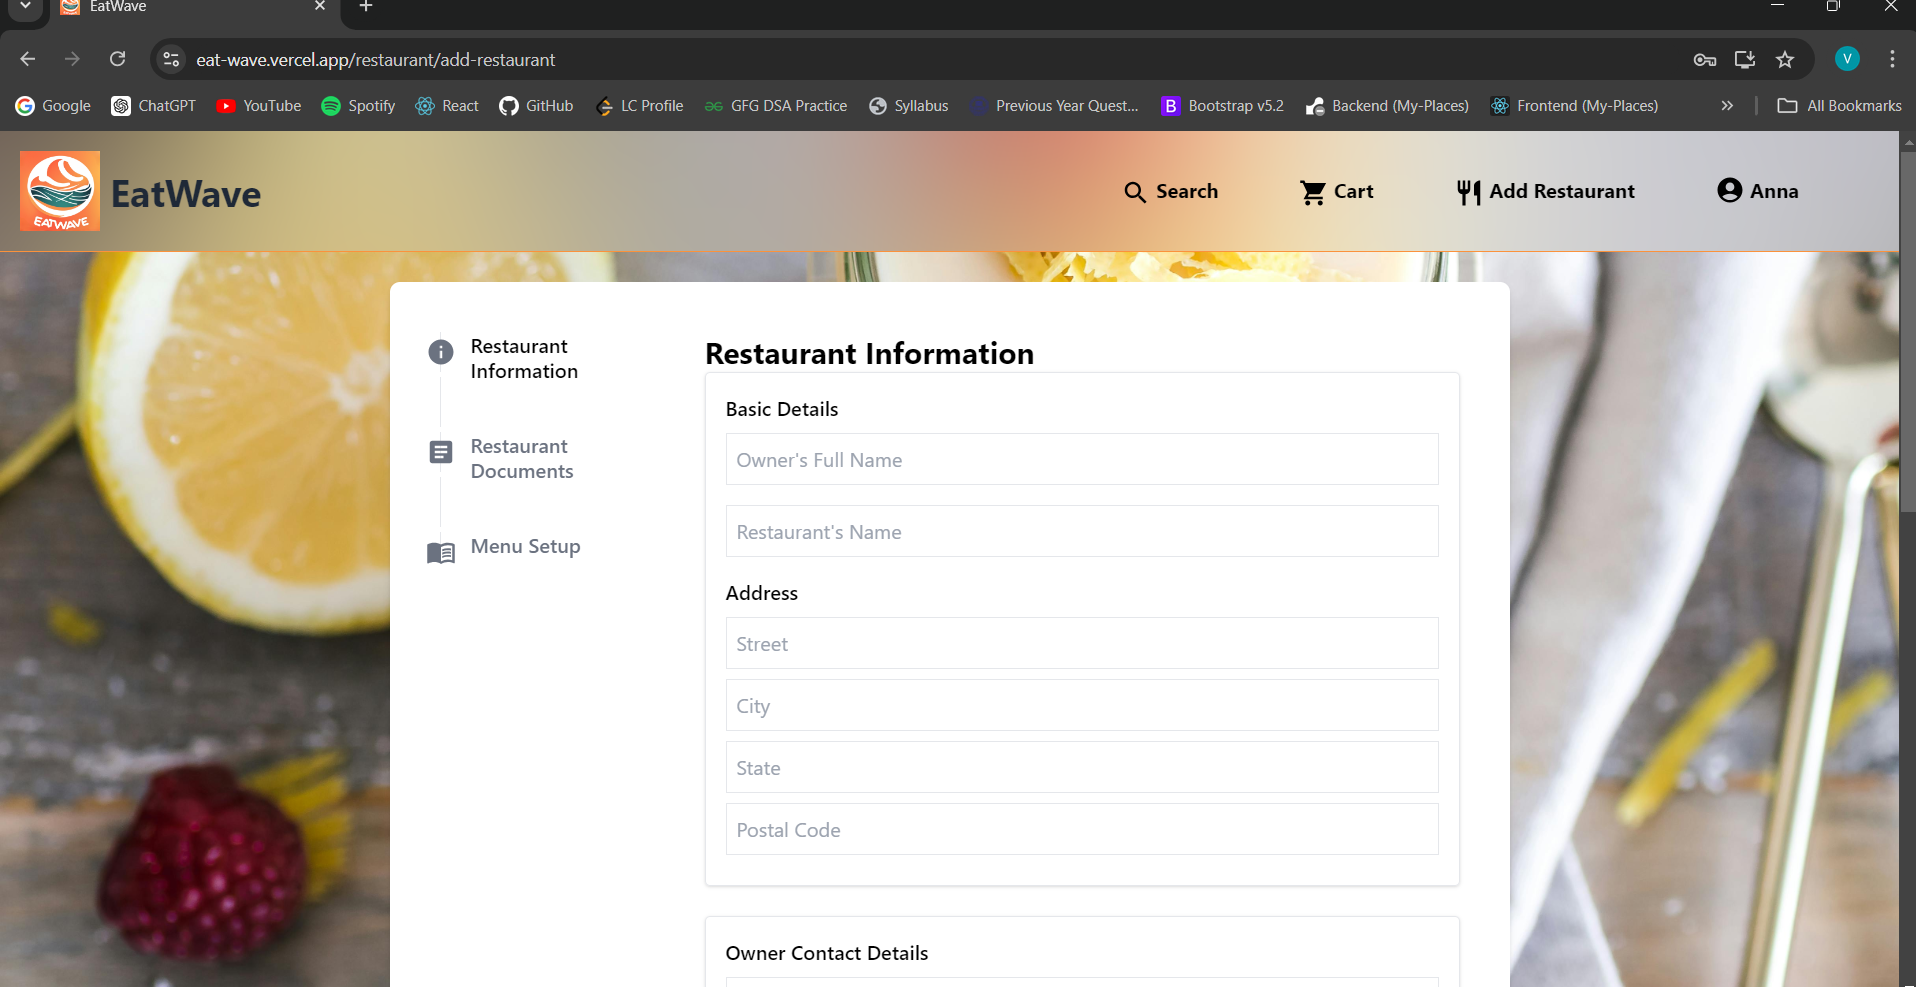 EatWave
eat-wave.vercel.app/restaurant/add-restaurant
V
Google ChatGPT YouTube Spotify React GitHub LC Profile GFG DSA Practice Syllabus Previous Year Quest... Bootstrap v5.2 Backend (My-Places) Frontend (My-Places) » All Bookmarks
EATWAVE
EatWave
Search
Cart
Add Restaurant
Anna
Restaurant
Information
Restaurant
Documents
Menu Setup
Restaurant Information
Basic Details
Owner's Full Name
Restaurant's Name
Address
Street
City
State
Postal Code
Owner Contact Details